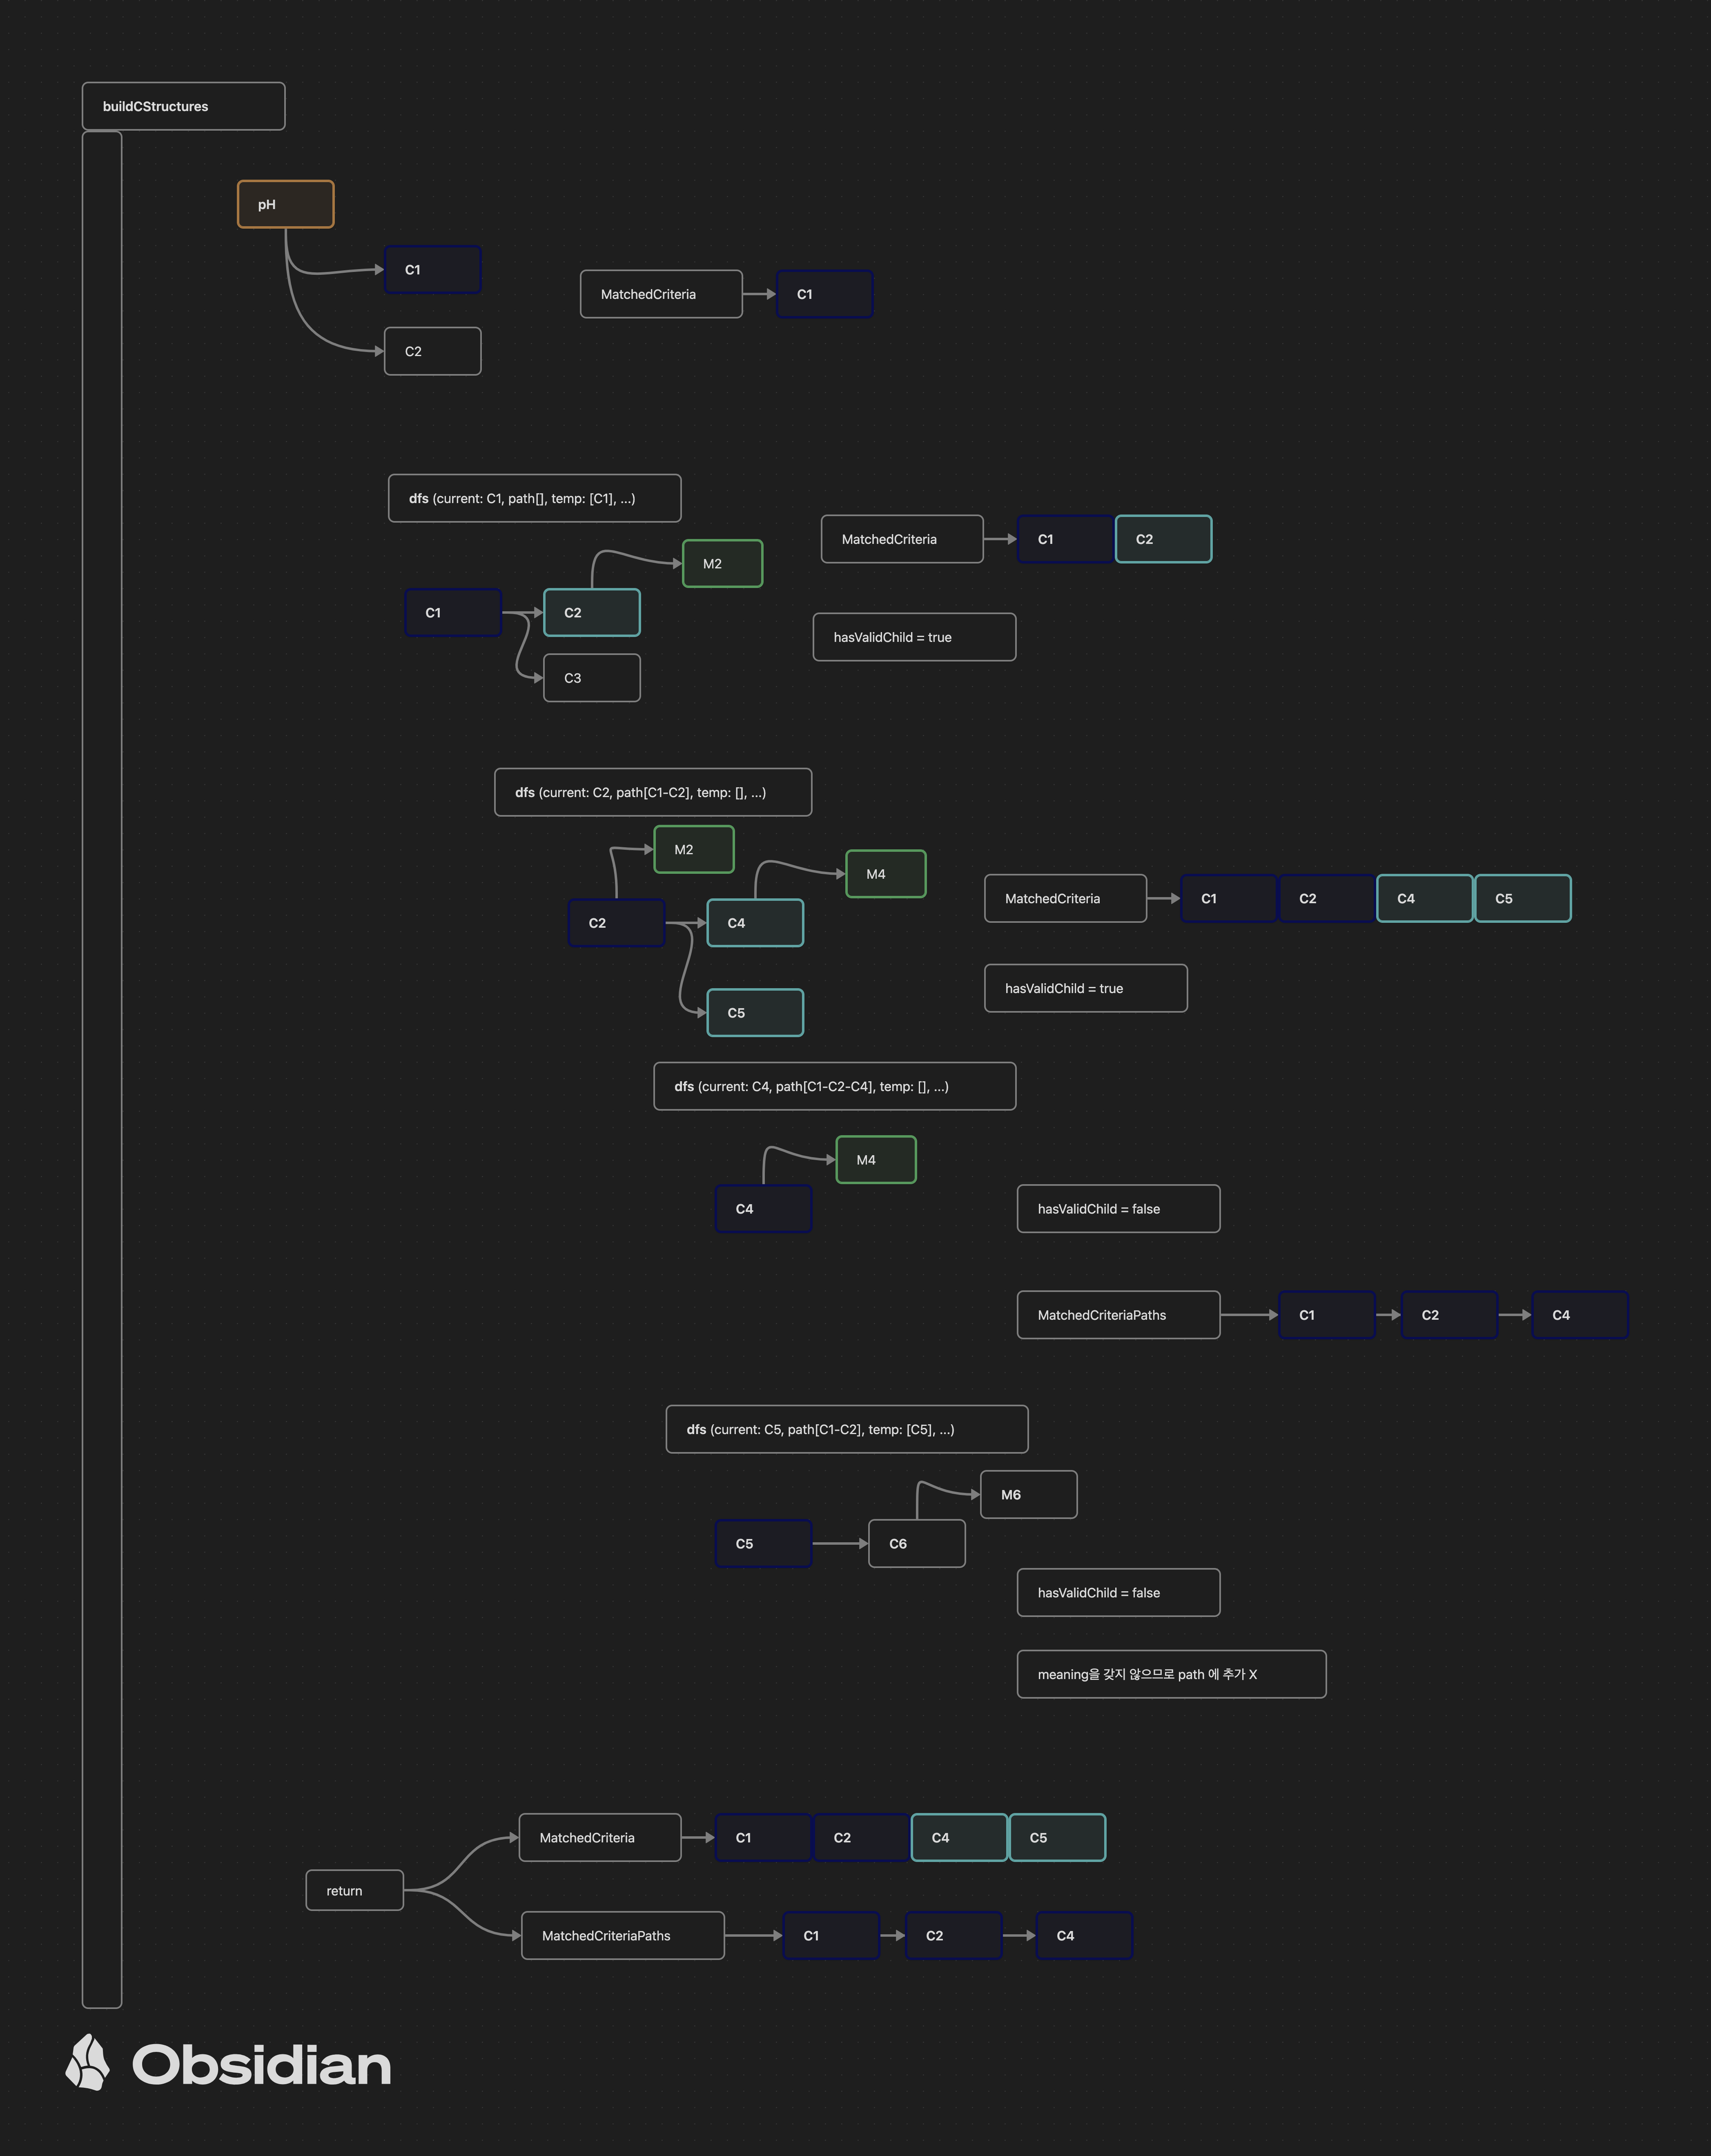 buildCStructures
pH
C1
MatchedCriteria
C1
C2
dfs (current: C1, path[], temp: [C1], ...)
MatchedCriteria
C1
C2
M2
C1
C2
hasValidChild = true
C3
dfs (current: C2, path[C1-C2], temp: [], ...)
M2
M4
MatchedCriteria
C1
C2
C4
C5
C2
C4
hasValidChild = true
C5
dfs (current: C4, path[C1-C2-C4], temp: [], ...)
M4
C4
hasValidChild = false
MatchedCriteriaPaths
C1
C2
C4
dfs (current: C5, path[C1-C2], temp: [C5], ...)
M6
C5
C6
hasValidChild = false
meaning을 갖지 않으므로 path 에 추가 X
MatchedCriteria
C1
C2
C4
C5
return
MatchedCriteriaPaths
C1
C2
C4
Obsidian